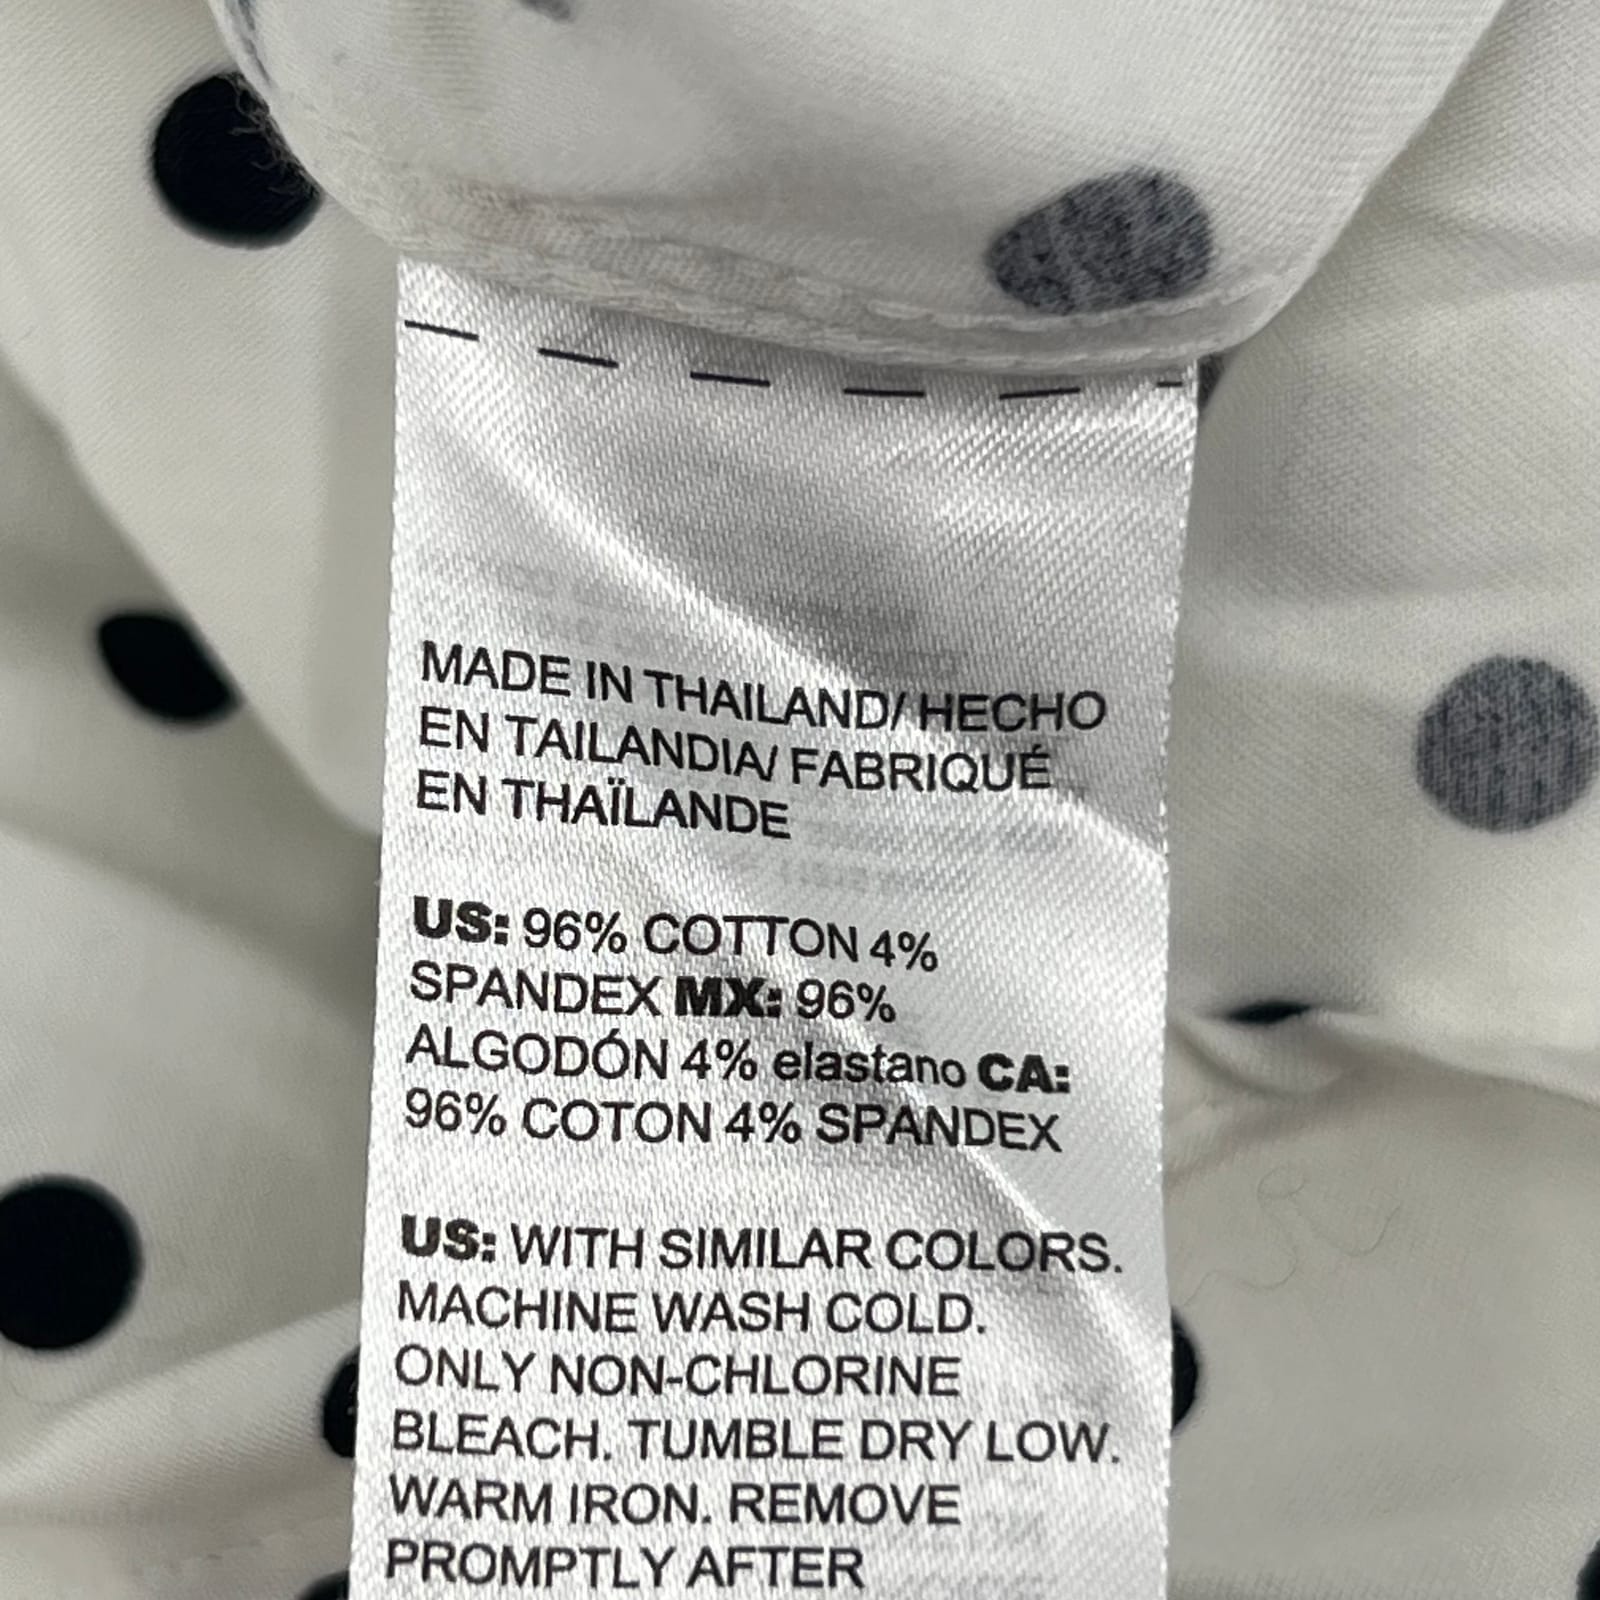 MADE IN THAILAND/ HECHO
EN TAILANDIA/ FABRIQUÉ
EN THAÏLANDE
US: 96% COTTON 4%
SPANDEX MX: 96%
ALGODÓN 4% elastano CA:
96% COTON 4% SPANDEX
US: WITH SIMILAR COLORS.
MACHINE WASH COLD.
ONLY NON-CHLORINE
BLEACH. TUMBLE DRY LOW.
WARM IRON. REMOVE
PROMPTLY AFTER